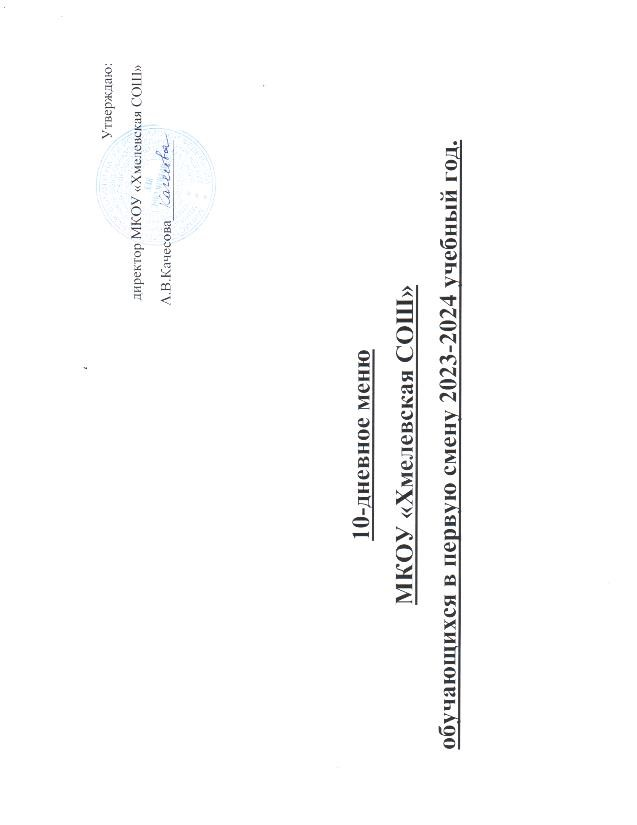 Утверждаю:
директор МКОУ «Хмелевская СОШ»
А.В.Качесова
10-дневное меню
МКОУ «Хмелевская СОШ»
обучающихся в первую смену 2023-2024 учебный год.